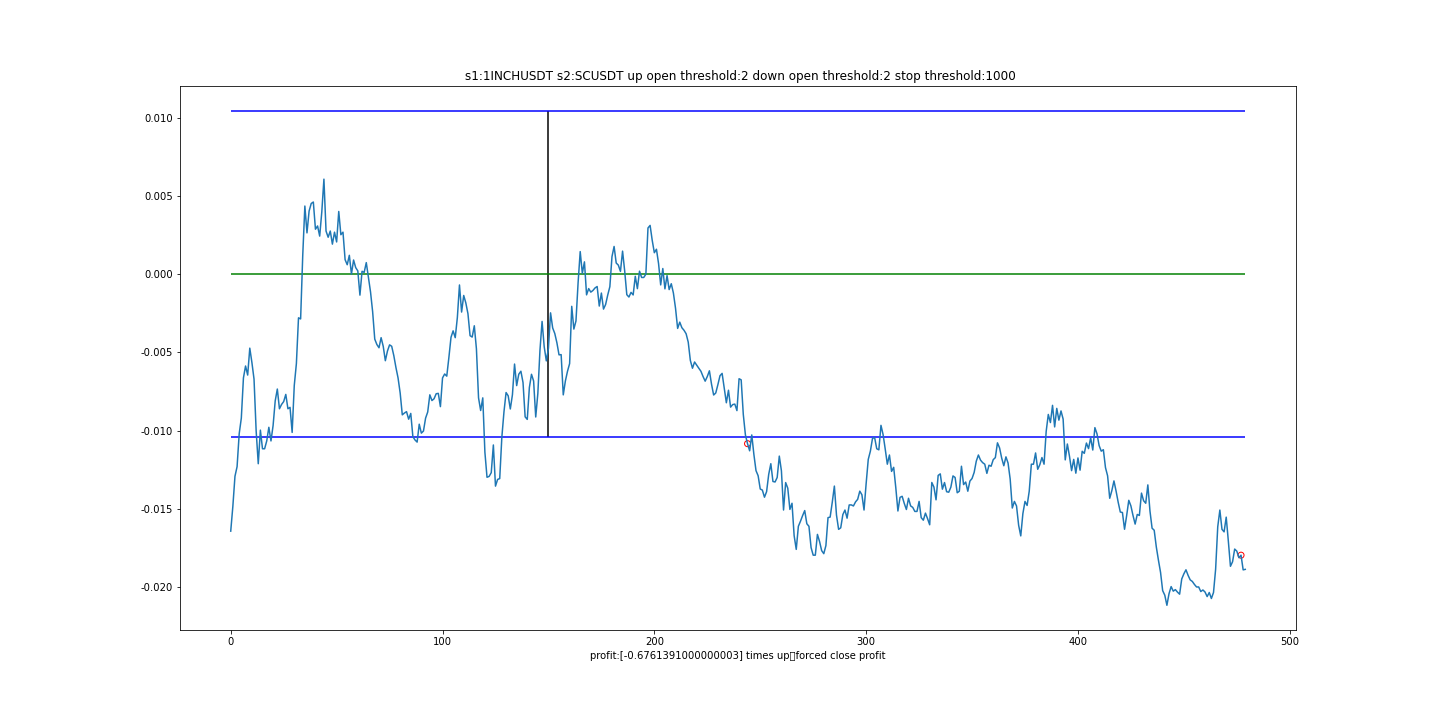 s1:1INCHUSDT s2:SCUSDT up open threshold:2 down open threshold:2 stop threshold:1000
0.010
0.005
0.000
-0.005
-0.010
-0.015
-0.020
0 100 200 300 400 500
profit:[-0.6761391000000003] times up▯forced close profit